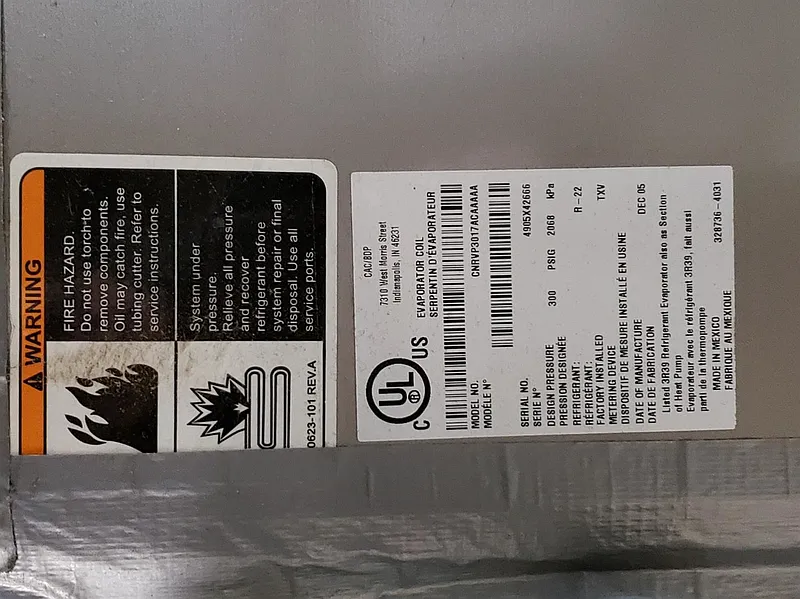 WARNING
FIRE HAZARD.
Do not use torch to
remove components.
Oil may catch fire, use
tubing cutter. Refer to
service instructions.
System under
pressure.
Relieve all pressure
and recover
refrigerant before
system repair or final
disposal. Use all
service ports.
0623-101 REV.A
CAC/BDP
7310 West Morris Street
Indianapolis, IN 46231
C UL US
EVAPORATOR COIL
SERPENTIN D'ÉVAPORATEUR
MODEL NO. CNRVP3017ACAAAAA
MODÈLE N°
SERIAL NO. 4905X42666
SERIE N°
DESIGN PRESSURE 300 PSIG 2068 kPa
PRESSION DESIGNÉE
REFRIGERANT: R-22
RÉFRIGERANT:
FACTORY INSTALLED TXV
METERING DEVICE
DISPOSITIF DE MESURE INSTALLÉ EN USINE
DATE OF MANUFACTURE DEC 05
DATE DE FABRICATION
Listed 3R39 Refrigerant Evaporator also as Section
of Heat Pump
Evaporateur avec le réfrigérant 3R39, fait aussi
parti de la thermopompe
MADE IN MEXICO 328736-4031
FABRIQUE AU MEXIQUE